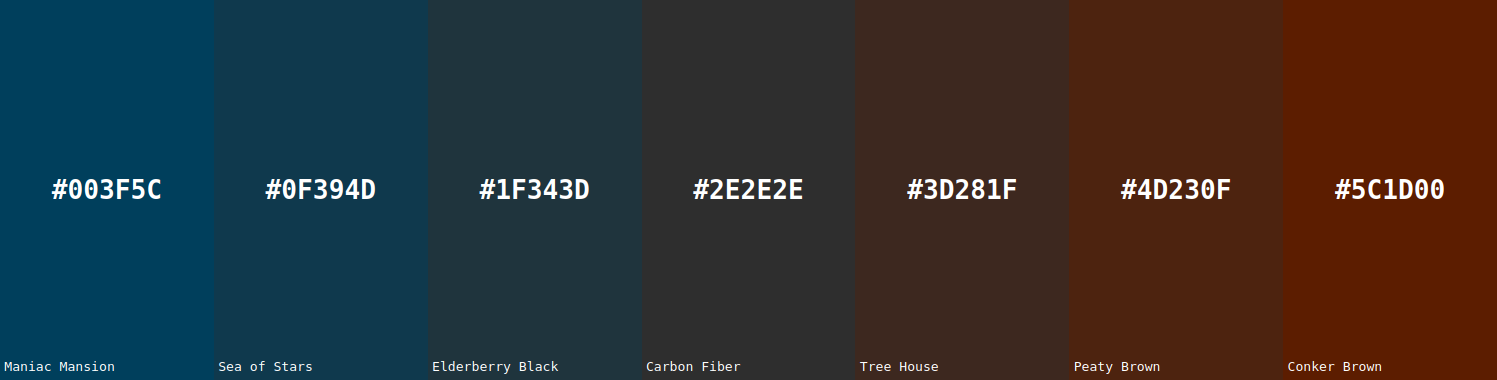 #003F5C
#0F394D
#1F343D
#2E2E2E
#3D281F
#4D230F
#5C1D00
Maniac Mansion
Sea of Stars
Elderberry Black
Carbon Fiber
Tree House
Peaty Brown
Conker Brown